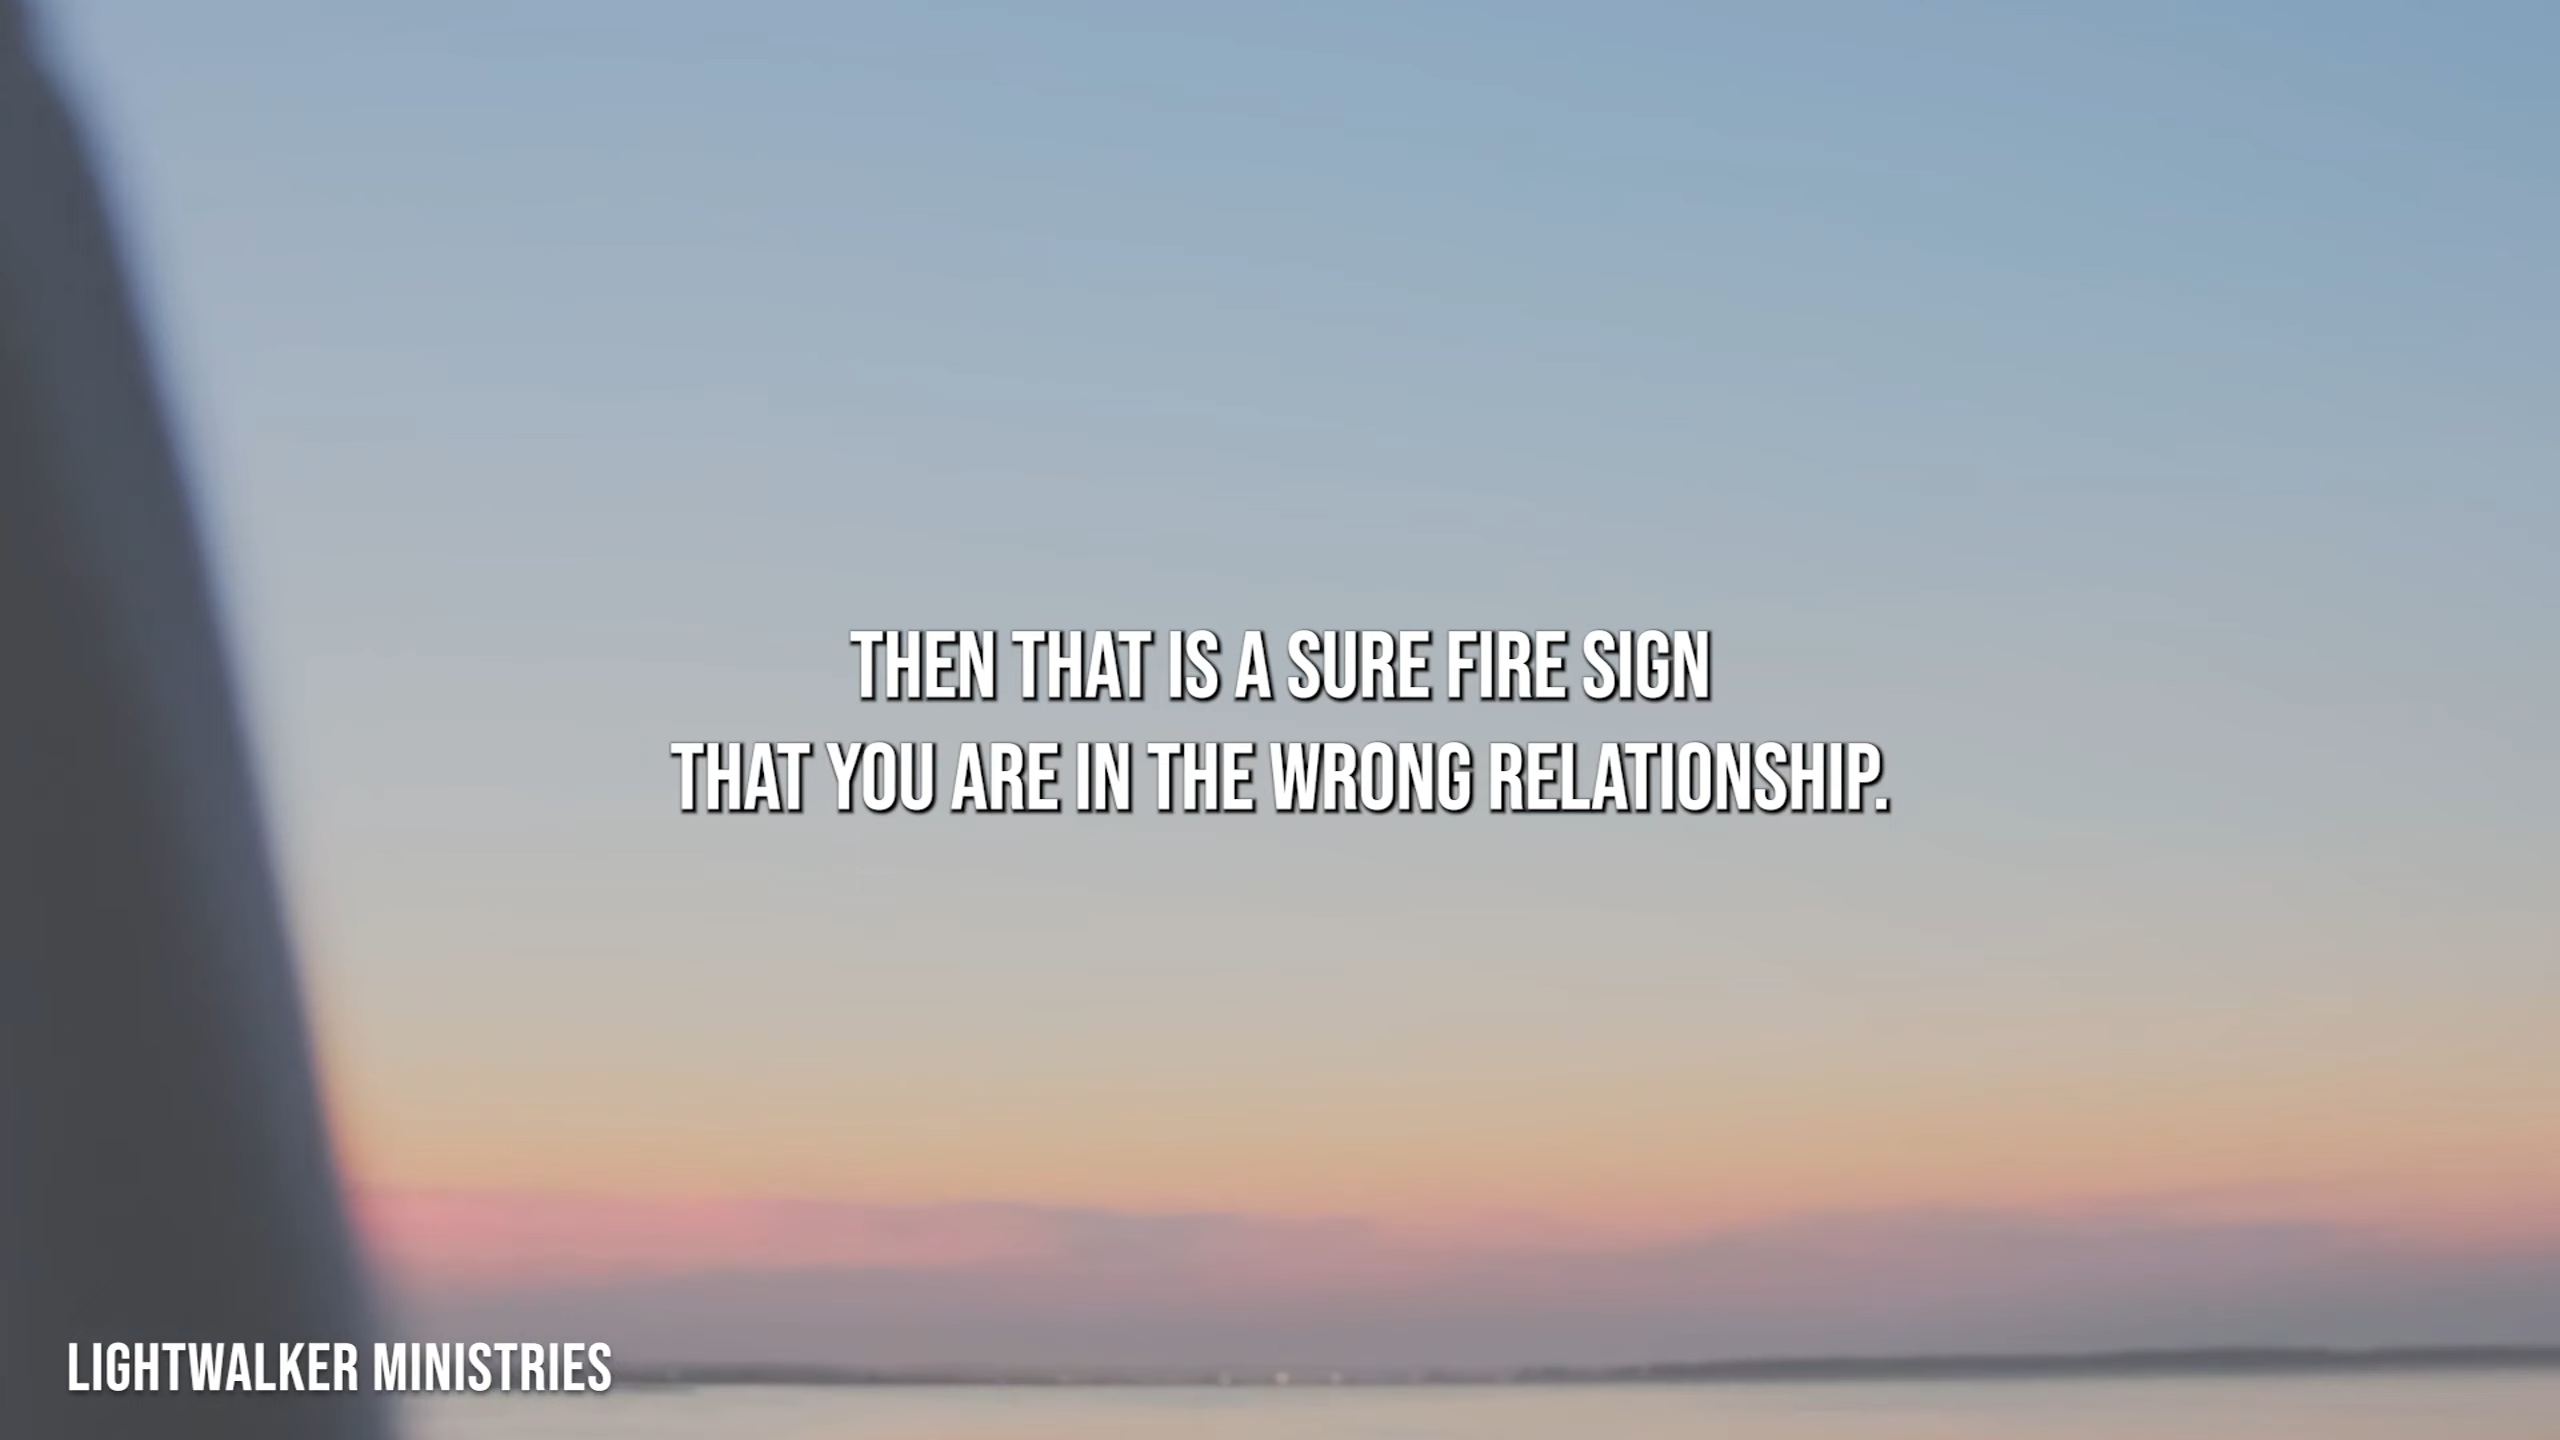 THEN THAT IS A SURE FIRE SIGN
THAT YOU ARE IN THE WRONG RELATIONSHIP.
LIGHTWALKER MINISTRIES